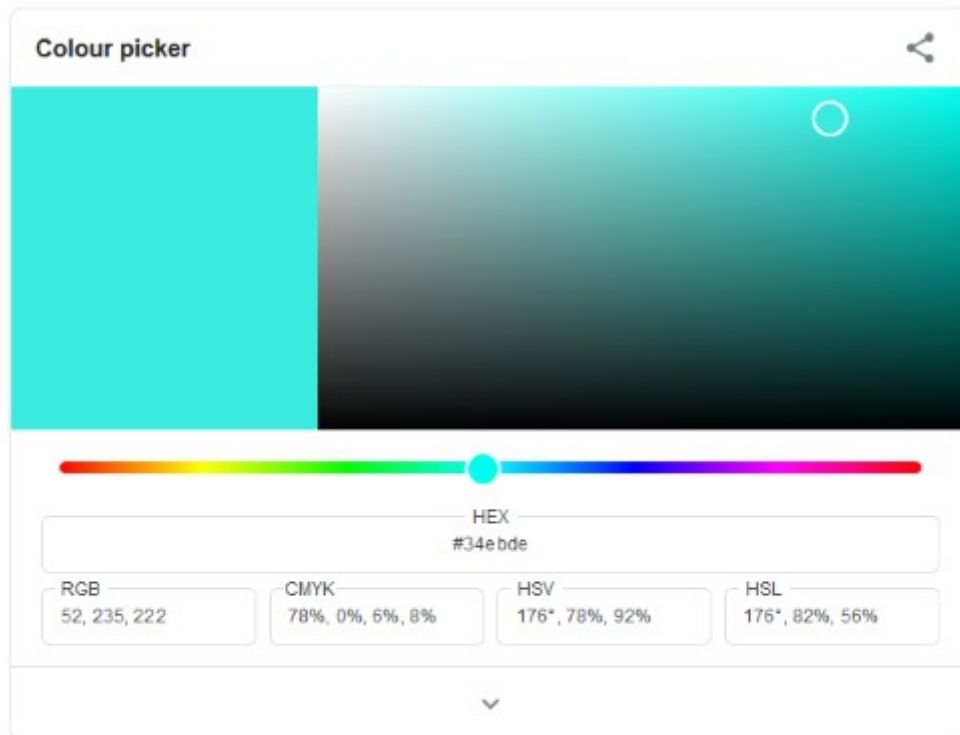 Colour picker
HEX
#34ebde
RGB
52, 235, 222
CMYK
78%, 0%, 6%, 8%
HSV
176°, 78%, 92%
HSL
176°, 82%, 56%